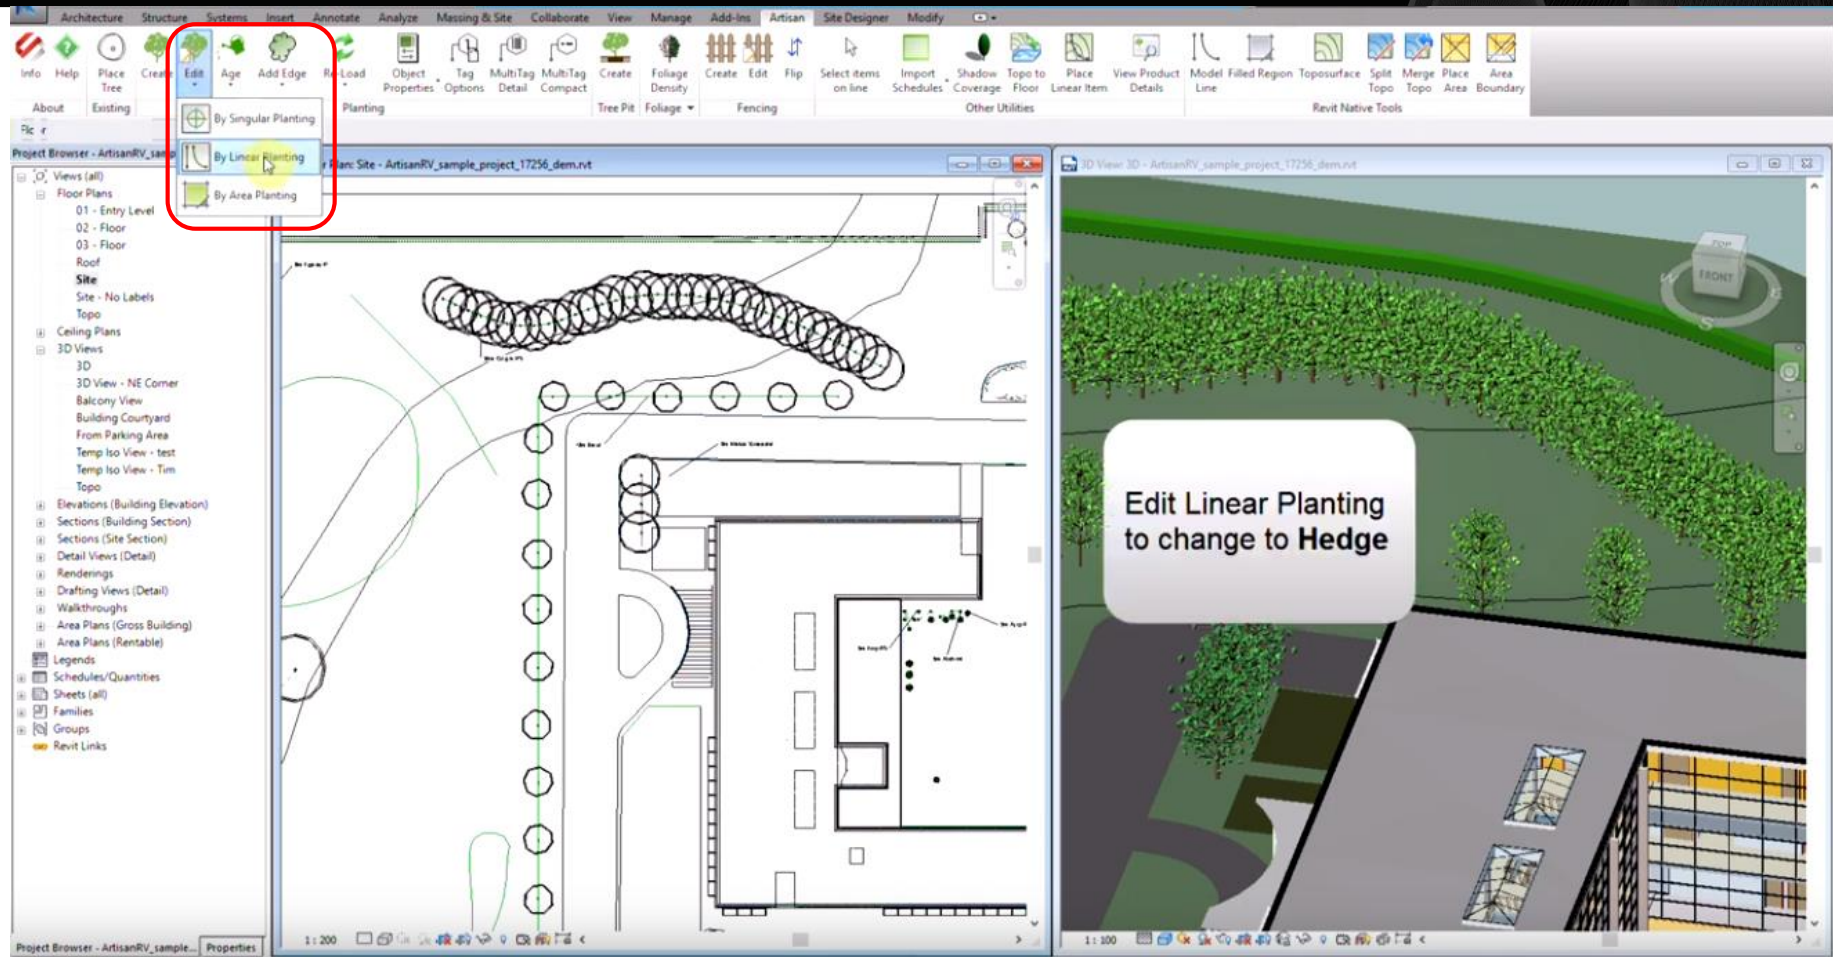 Architecture Structure Systems Insert Annotate Analyze Massing & Site Collaborate View Manage Add-Ins Artisan Site Designer Modify
Info Help Place Tree Create Edit Age Add Edge Re-Load Object Properties Tag Options MultiTag Detail MultiTag Compact Create Foliage Density Create Edit Flip Select items on line Import Schedules Shadow Coverage Topo to Floor Place Linear Item View Product Details Model Line Filled Region Toposurface Split Topo Merge Topo Place Area Area Boundary
About Existing Planting Tree Pit Foliage Fencing Other Utilities Revit Native Tools
By Singular Planting
By Linear Planting
By Area Planting
Project Browser - ArtisanRV_samp
Plan: Site - ArtisanRV_sample_project_17256_dem.rvt
3D View: 3D - ArtisanRV_sample_project_17256_dem.rvt
Views (all)
Floor Plans
01 - Entry Level
02 - Floor
03 - Floor
Roof
Site
Site - No Labels
Topo
Ceiling Plans
3D Views
3D
3D View - NE Corner
Balcony View
Building Courtyard
From Parking Area
Temp Iso View - test
Temp Iso View - Tim
Topo
Elevations (Building Elevation)
Sections (Building Section)
Sections (Site Section)
Detail Views (Detail)
Renderings
Drafting Views (Detail)
Walkthroughs
Area Plans (Gross Building)
Area Plans (Rentable)
Legends
Schedules/Quantities
Sheets (all)
Families
Groups
Revit Links
TOP
FRONT
W
S
E
Edit Linear Planting
to change to Hedge
Project Browser - ArtisanRV_sample... Properties
1 : 200
1 : 100